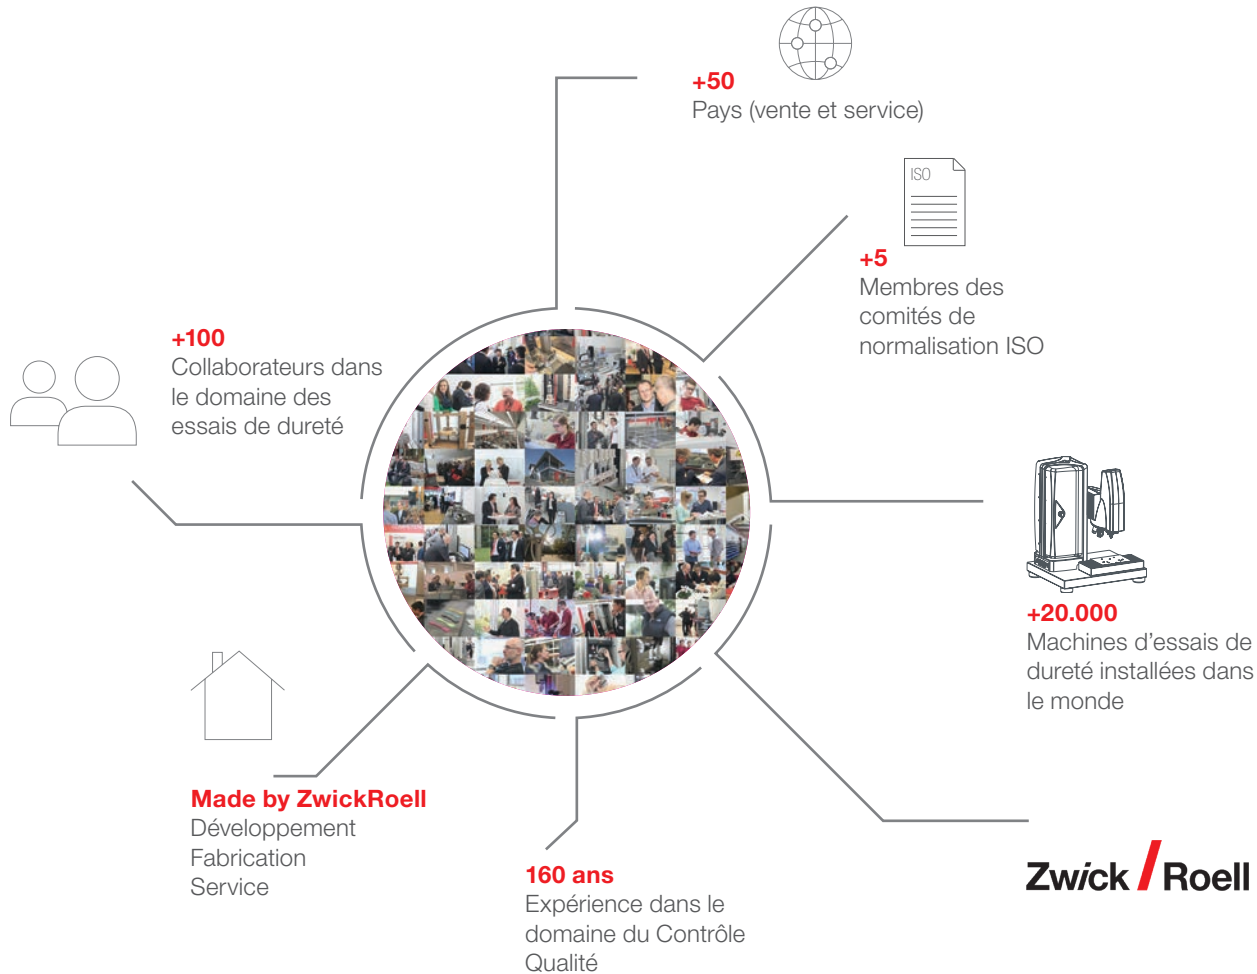 +50
Pays (vente et service)
ISO
+5
Membres des
comités de
normalisation ISO
+100
Collaborateurs dans
le domaine des
essais de dureté
+20.000
Machines d'essais de
dureté installées dans
le monde
Made by ZwickRoell
Développement
Fabrication
Service
160 ans
Expérience dans le
domaine du Contrôle
Qualité
Zwick / Roell